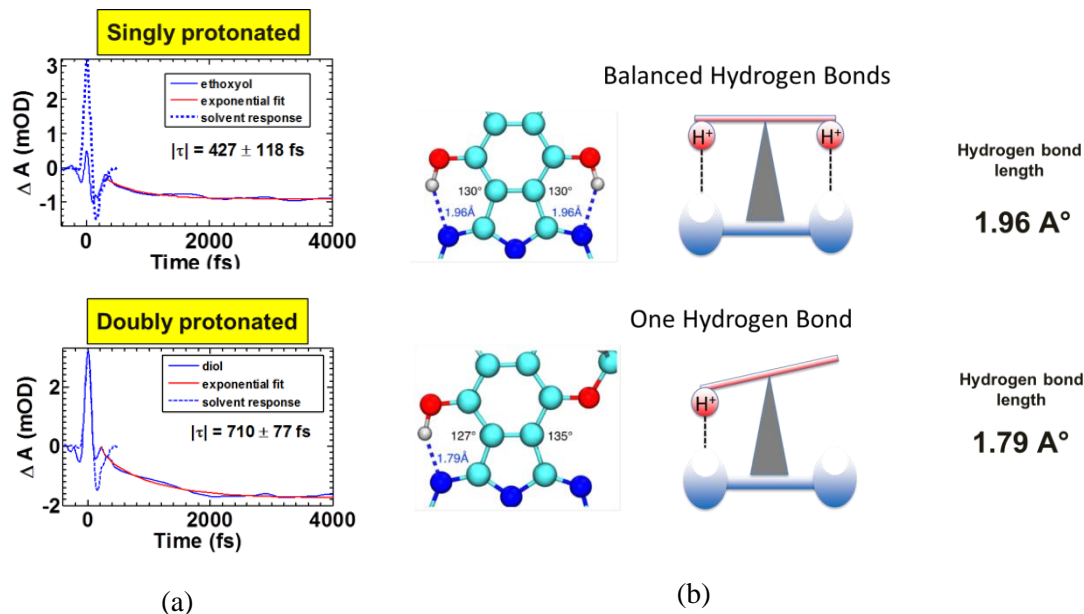 Singly protonated
3
2
1
0
-1
Δ A (mOD)
ethoxyol
exponential fit
solvent response
|τ| = 427 ± 118 fs
0
2000
4000
Time (fs)
Doubly protonated
2
0
-2
Δ A (mOD)
diol
exponential fit
solvent response
|τ| = 710 ± 77 fs
0
2000
4000
Time (fs)
(a)
Balanced Hydrogen Bonds
130°
130°
1.96Å
1.96Å
H⁺
H⁺
Hydrogen bond
length
1.96 A°
One Hydrogen Bond
127°
135°
1.79Å
H⁺
Hydrogen bond
length
1.79 A°
(b)